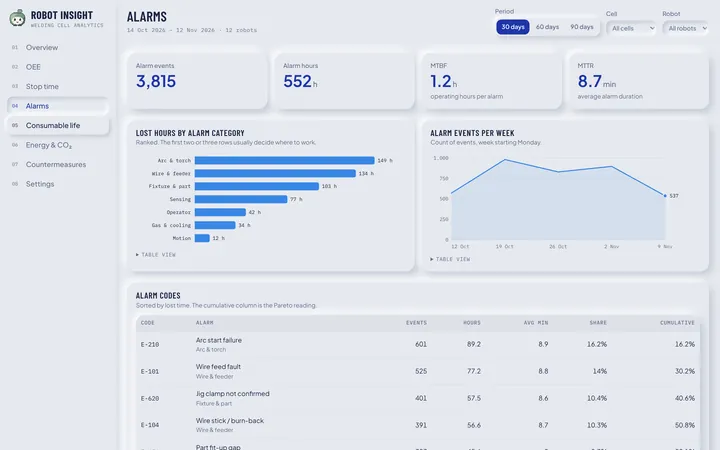 ROBOT INSIGHT
WELDING CELL ANALYTICS
01 Overview
02 OEE
03 Stop time
04 Alarms
05 Consumable life
06 Energy & CO₂
07 Countermeasures
08 Settings
ALARMS
14 Oct 2026 – 12 Nov 2026 · 12 robots
Period
30 days 60 days 90 days
Cell
All cells
Robot
All robots
Alarm events
3,815
Alarm hours
552 h
MTBF
1.2 h
operating hours per alarm
MTTR
8.7 min
average alarm duration
LOST HOURS BY ALARM CATEGORY
Ranked. The first two or three rows usually decide where to work.
Arc & torch 149 h
Wire & feeder 134 h
Fixture & part 103 h
Sensing 77 h
Operator 42 h
Gas & cooling 34 h
Motion 12 h
▶ TABLE VIEW
ALARM EVENTS PER WEEK
Count of events, week starting Monday.
1.000
750
500
250
0
537
12 Oct 19 Oct 26 Oct 2 Nov 9 Nov
▶ TABLE VIEW
ALARM CODES
Sorted by lost time. The cumulative column is the Pareto reading.
CODE ALARM EVENTS HOURS AVG MIN SHARE CUMULATIVE
E-210 Arc start failure 601 89.2 8.9 16.2% 16.2%
Arc & torch
E-101 Wire feed fault 525 77.2 8.8 14% 30.2%
Wire & feeder
E-620 Jig clamp not confirmed 401 57.5 8.6 10.4% 40.6%
Fixture & part
E-104 Wire stick / burn-back 391 56.6 8.7 10.3% 50.8%
Wire & feeder
Part fit-up gap